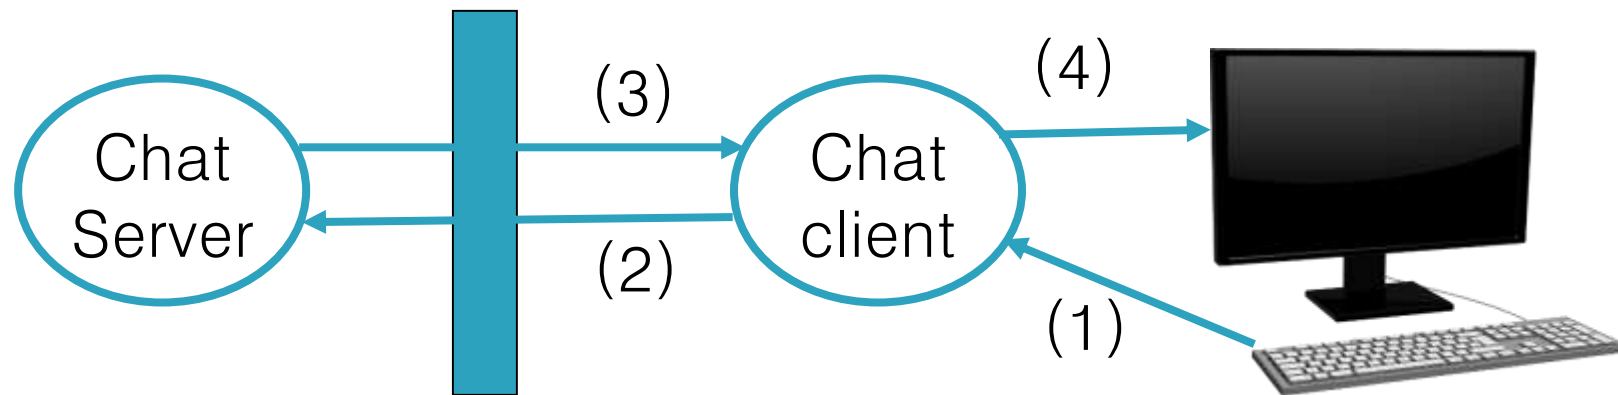 Chat
Server
(3)
(2)
Chat
client
(4)
(1)